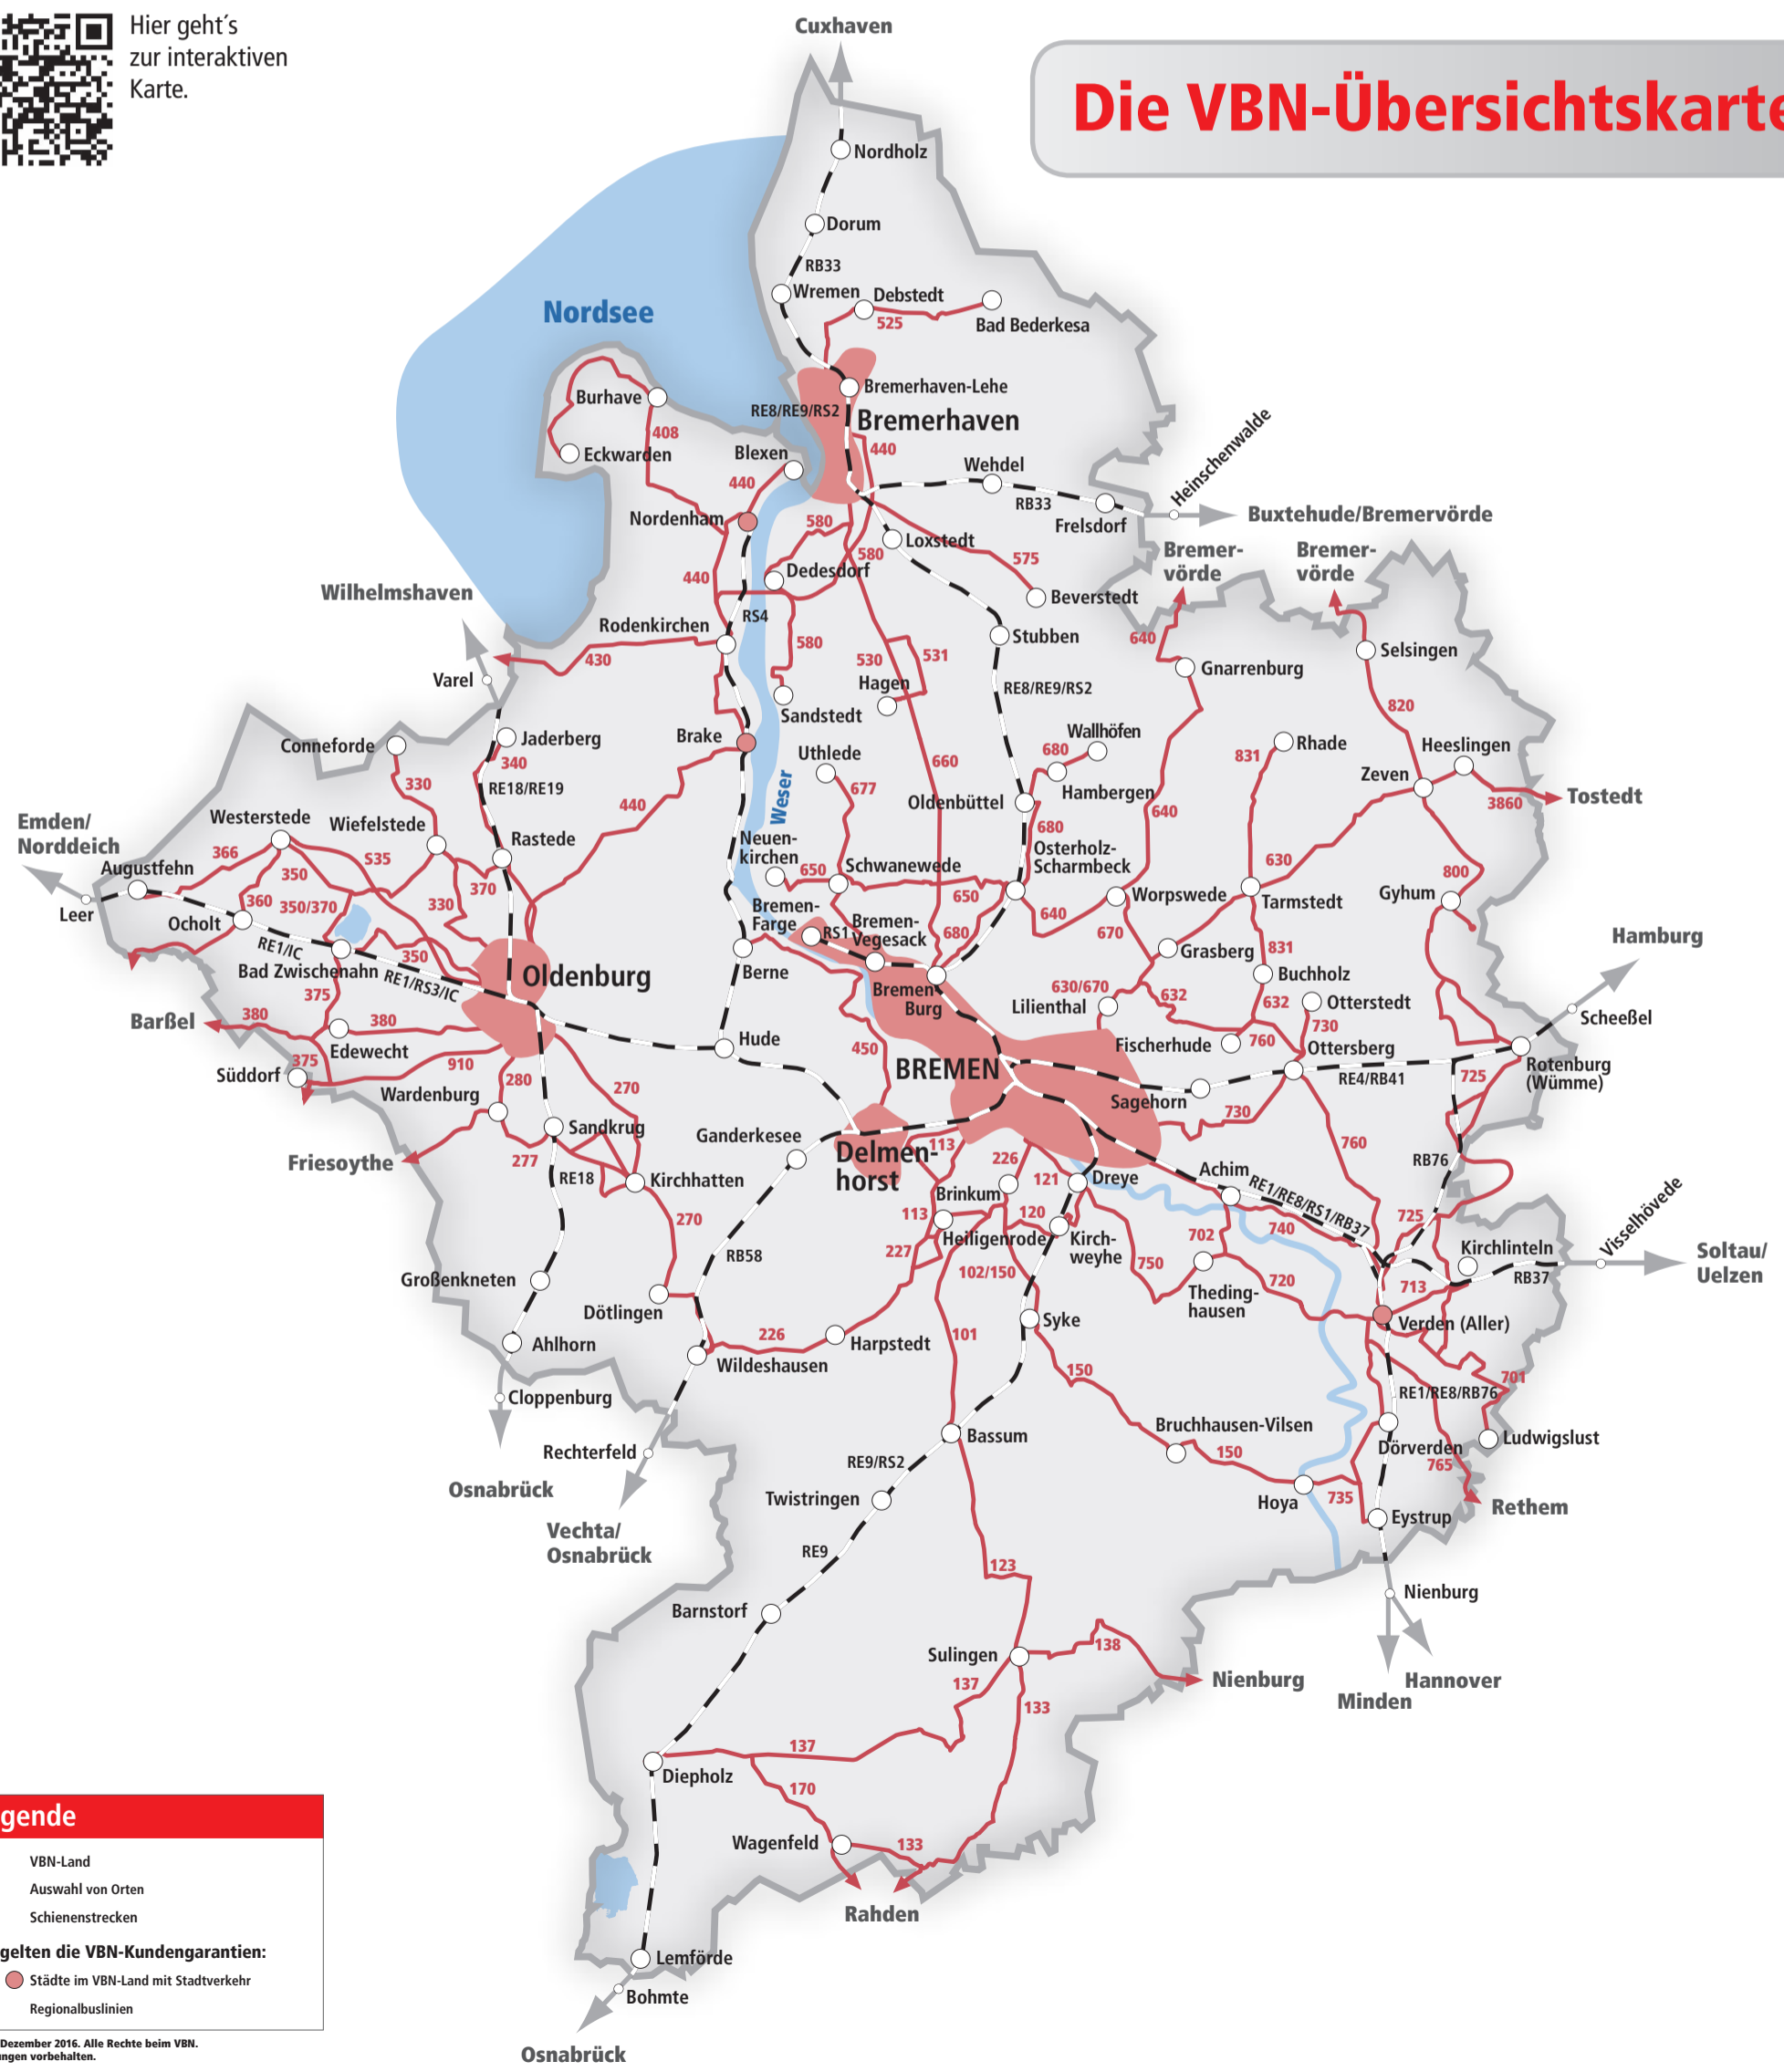 Hier geht´s
zur interaktiven
Karte.
Die VBN-Übersichtskarte
Cuxhaven
Nordholz
Dorum
RB33
Wremen
Debstedt
525
Bad Bederkesa
Nordsee
Burhave
408
Eckwarden
Bremerhaven-Lehe
RE8/RE9/RS2
Bremerhaven
Blexen
440
440
Wehdel
RB33
Frelsdorf
Heinschenwalde
Buxtehude/Bremervörde
Nordenham
580
Loxstedt
580
575
Bremer-
vörde
Bremer-
vörde
440
Dedesdorf
Beverstedt
Wilhelmshaven
RS4
Rodenkirchen
580
Stubben
640
430
530
531
Selsingen
Varel
Hagen
Gnarrenburg
RE8/RE9/RS2
Sandstedt
820
Conneforde
Jaderberg
Brake
Wallhöfen
Rhade
Heeslingen
340
Uthlede
660
680
831
Zeven
330
RE18/RE19
677
Hambergen
Oldenbüttel
3860
Tostedt
440
Weser
640
Emden/
Norddeich
Westerstede
Wiefelstede
Rastede
Neuen-
kirchen
680
Osterholz-
Scharmbeck
366
S35
630
Augustfehn
350
370
650
Schwanewede
800
Gyhum
Leer
360
350/370
330
650
Worpswede
Tarmstedt
Ocholt
Bremen-
Farge
Bremen-
Vegesack
640
RS1
680
670
Hamburg
RE1/IC
350
Grasberg
831
Bad Zwischenahn
RE1/RS3/IC
Oldenburg
Berne
Buchholz
375
Bremen
Burg
630/670
632
632
Otterstedt
Lilienthal
Barßel
380
380
730
Scheeßel
Edewecht
Hude
450
Fischerhude
760
Ottersberg
375
910
BREMEN
Rotenburg
(Wümme)
Süddorf
280
270
RE4/RB41
725
Wardenburg
Sagehorn
730
Sandkrug
Ganderkesee
Friesoythe
277
113
760
Delmen-
horst
226
RB76
RE18
Kirchhatten
Brinkum
121
Dreye
Achim
RE1/RE8/RS1/RB37
113
120
270
Heiligenrode
Kirch-
weyhe
702
740
725
Visselhövede
227
RB58
Kirchlinteln
Soltau/
Uelzen
102/150
750
RB37
Großenkneten
720
713
Dötlingen
Theding-
hausen
Syke
Verden (Aller)
226
101
Harpstedt
Ahlhorn
Wildeshausen
150
701
RE1/RE8/RB76
Cloppenburg
Bruchhausen-Vilsen
Bassum
Ludwigslust
Rechterfeld
150
Dörverden
765
RE9/RS2
Osnabrück
Twistringen
Hoya
735
Rethem
Eystrup
Vechta/
Osnabrück
RE9
123
Nienburg
Barnstorf
138
Sulingen
Nienburg
137
Hannover
Minden
133
137
Diepholz
170
gende
Wagenfeld
133
VBN-Land
Auswahl von Orten
Rahden
Schienenstrecken
gelten die VBN-Kundengarantien:
Lemförde
Städte im VBN-Land mit Stadtverkehr
Bohmte
Regionalbuslinien
Dezember 2016. Alle Rechte beim VBN.
ngen vorbehalten.
Osnabrück